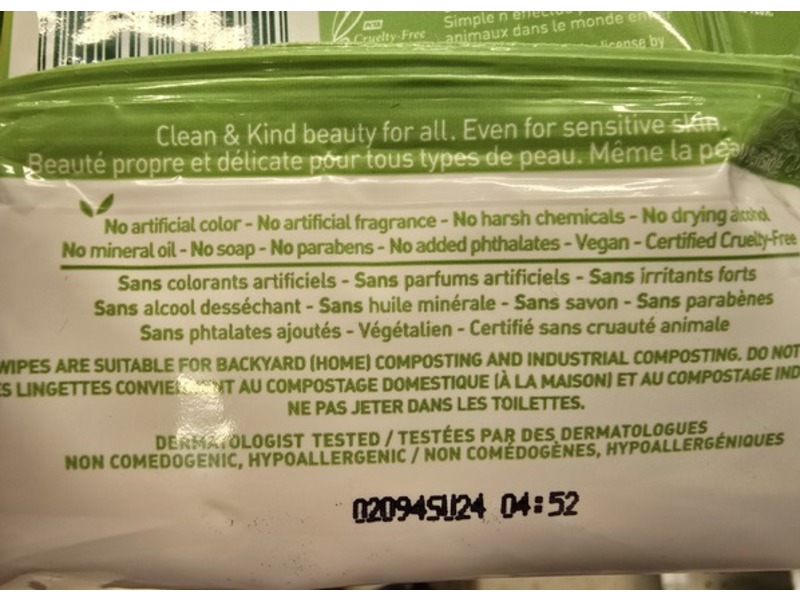 PETA
Cruelty-Free
Simple n
animaux dans le monde
license by
Clean & Kind beauty for all. Even for sensitive skin.
Beauté propre et délicate pour tous types de peau. Même la
No artificial color - No artificial fragrance - No harsh chemicals - No drying alcohol
No mineral oil - No soap - No parabens - No added phthalates - Vegan - Certified Cruelty-Free
Sans colorants artificiels - Sans parfums artificiels - Sans irritants forts
Sans alcool desséchant - Sans huile minérale - Sans savon - Sans parabènes
Sans phtalates ajoutés - Végétalien - Certifié sans cruauté animale
WIPES ARE SUITABLE FOR BACKYARD (HOME) COMPOSTING AND INDUSTRIAL COMPOSTING. DO NOT
LINGETTES CONVIENNENT AU COMPOSTAGE DOMESTIQUE (À LA MAISON) ET AU COMPOSTAGE
NE PAS JETER DANS LES TOILETTES.
DERMATOLOGIST TESTED / TESTÉES PAR DES DERMATOLOGUES
NON COMEDOGENIC, HYPOALLERGENIC / NON COMÉDOGÈNES, HYPOALLERGÉNIQUES
02094SU24 04:52